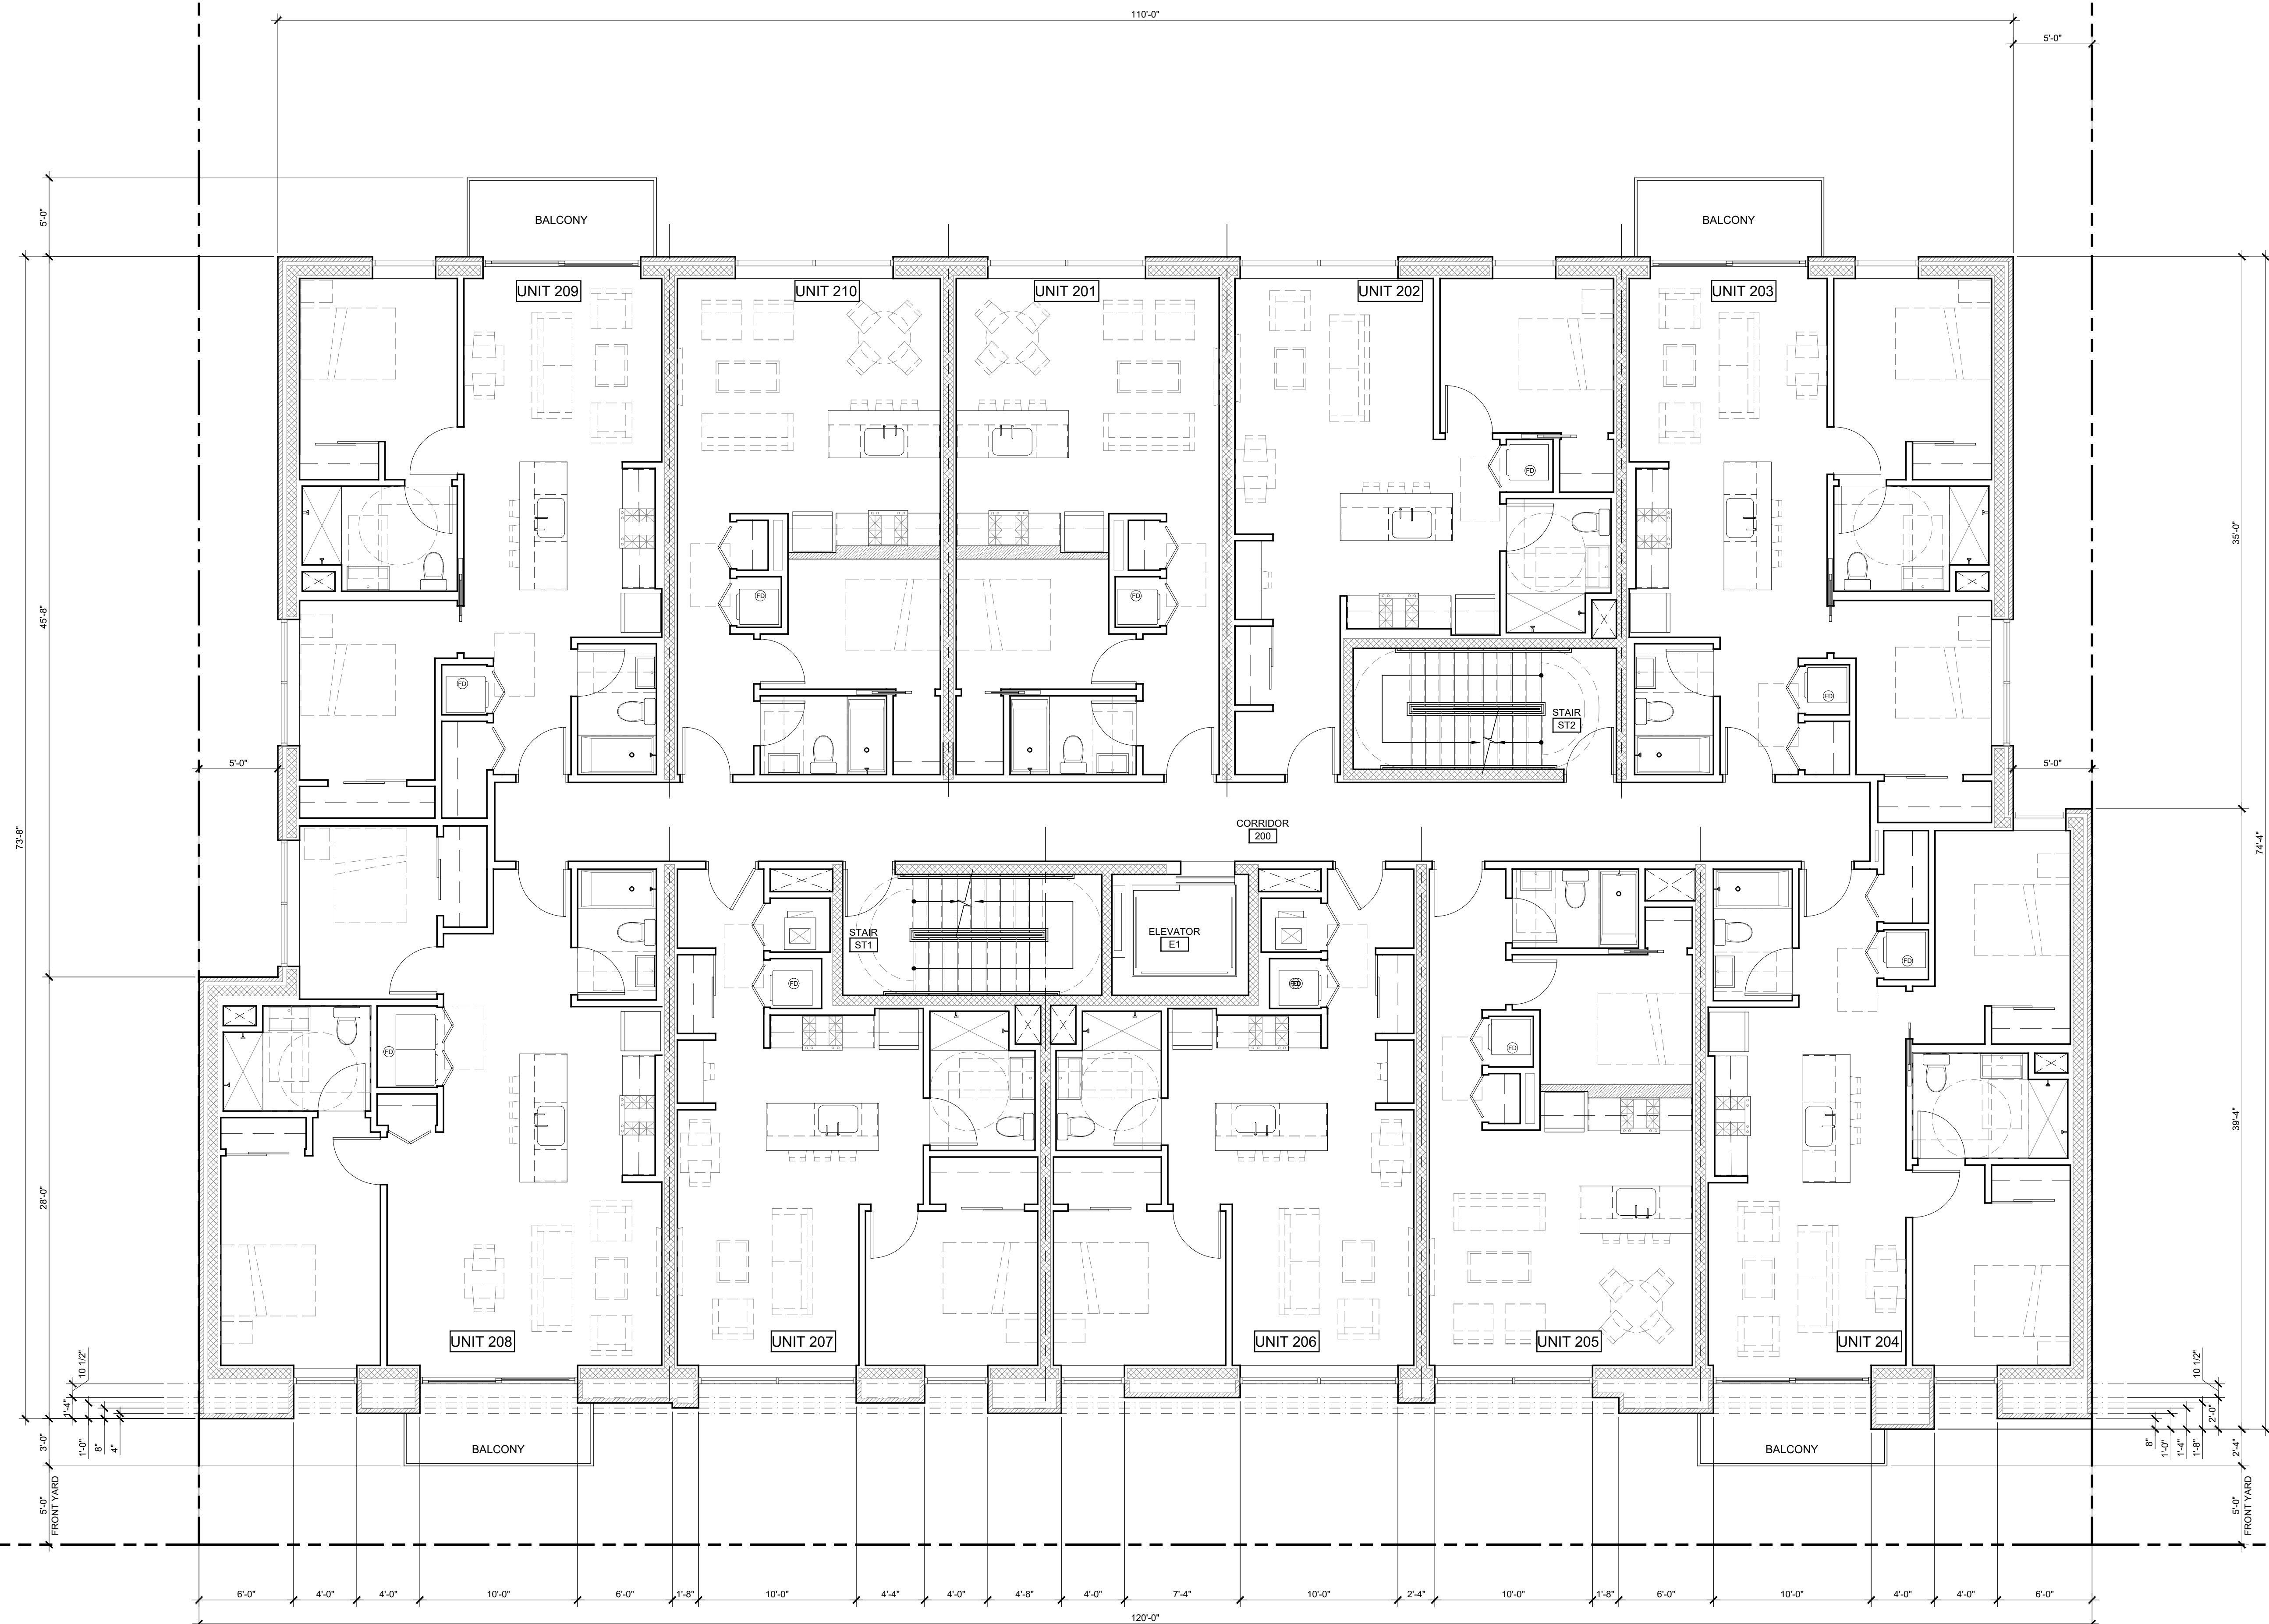 110'-0"
5'-0"
5'-0"
BALCONY
BALCONY
UNIT 209
UNIT 210
UNIT 201
UNIT 202
UNIT 203
FD
FD
FD
FD
FD
FD
45'-8"
73'-8"
35'-0"
74'-4"
STAIR
ST2
5'-0"
5'-0"
CORRIDOR
200
STAIR
ST1
ELEVATOR
E1
FD
FD
FD
FD
28'-0"
39'-4"
UNIT 208
UNIT 207
UNIT 206
UNIT 205
UNIT 204
10 1/2"
1'-4"
1'-0"
8"
4"
10 1/2"
2'-0"
1'-8"
1'-4"
1'-0"
8"
3'-0"
2'-4"
BALCONY
BALCONY
5'-0"
FRONT YARD
5'-0"
FRONT YARD
6'-0"
4'-0"
4'-0"
10'-0"
6'-0"
1'-8"
10'-0"
4'-4"
4'-0"
4'-8"
4'-0"
7'-4"
10'-0"
2'-4"
10'-0"
1'-8"
6'-0"
10'-0"
4'-0"
4'-0"
6'-0"
120'-0"